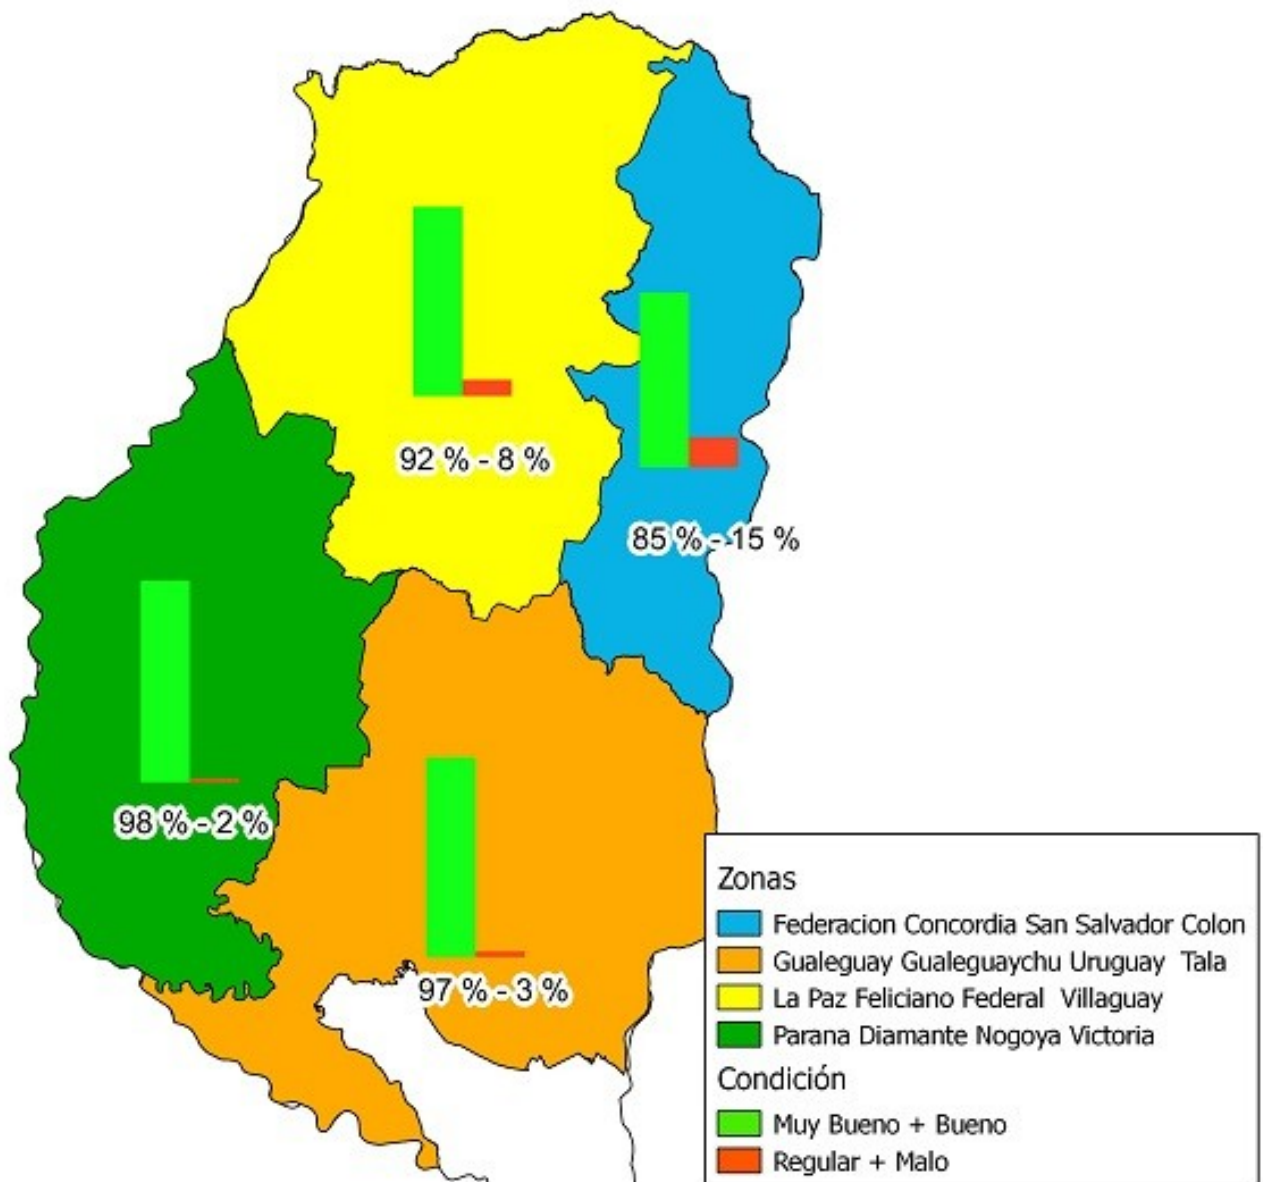 92 % - 8 %
85 % - 15 %
98 % - 2 %
97 % - 3 %
Zonas
Federacion Concordia San Salvador Colon
Gualeguay Gualeguaychu Uruguay Tala
La Paz Feliciano Federal Villaguay
Parana Diamante Nogoya Victoria
Condición
Muy Bueno + Bueno
Regular + Malo